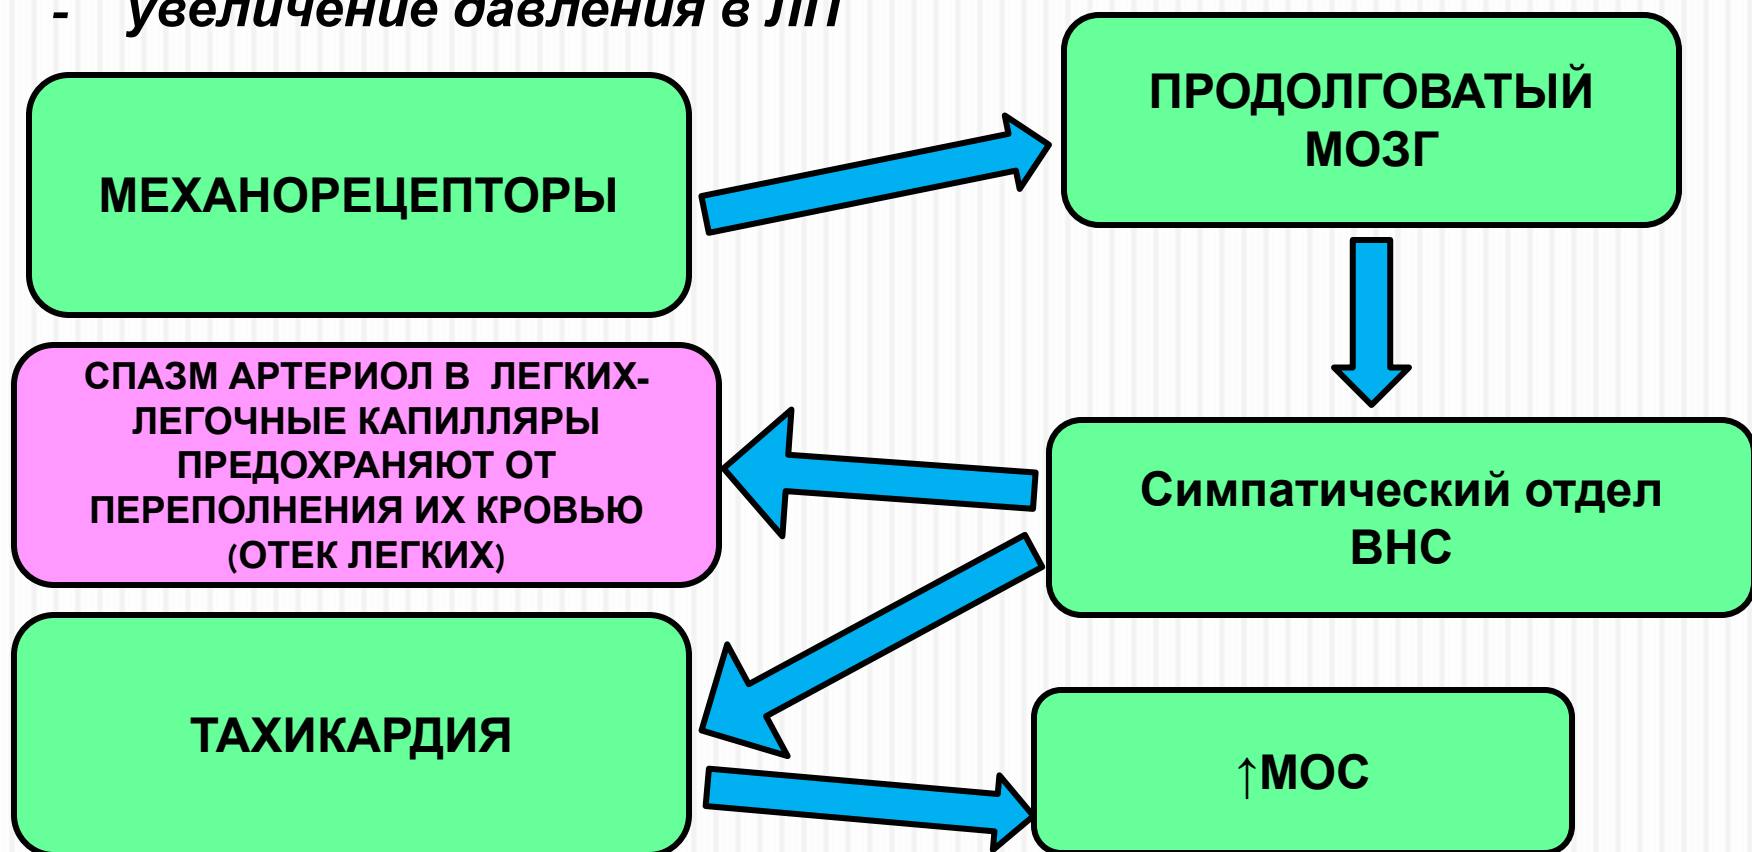 - увеличение давления в ЛП
МЕХАНОРЕЦЕПТОРЫ
ПРОДОЛГОВАТЫЙ
МОЗГ
СПАЗМ АРТЕРИОЛ В ЛЕГКИХ-
ЛЕГОЧНЫЕ КАПИЛЛЯРЫ
ПРЕДОХРАНЯЮТ ОТ
ПЕРЕПОЛНЕНИЯ ИХ КРОВЬЮ
(ОТЕК ЛЕГКИХ)
Симпатический отдел
ВНС
ТАХИКАРДИЯ
↑МОС